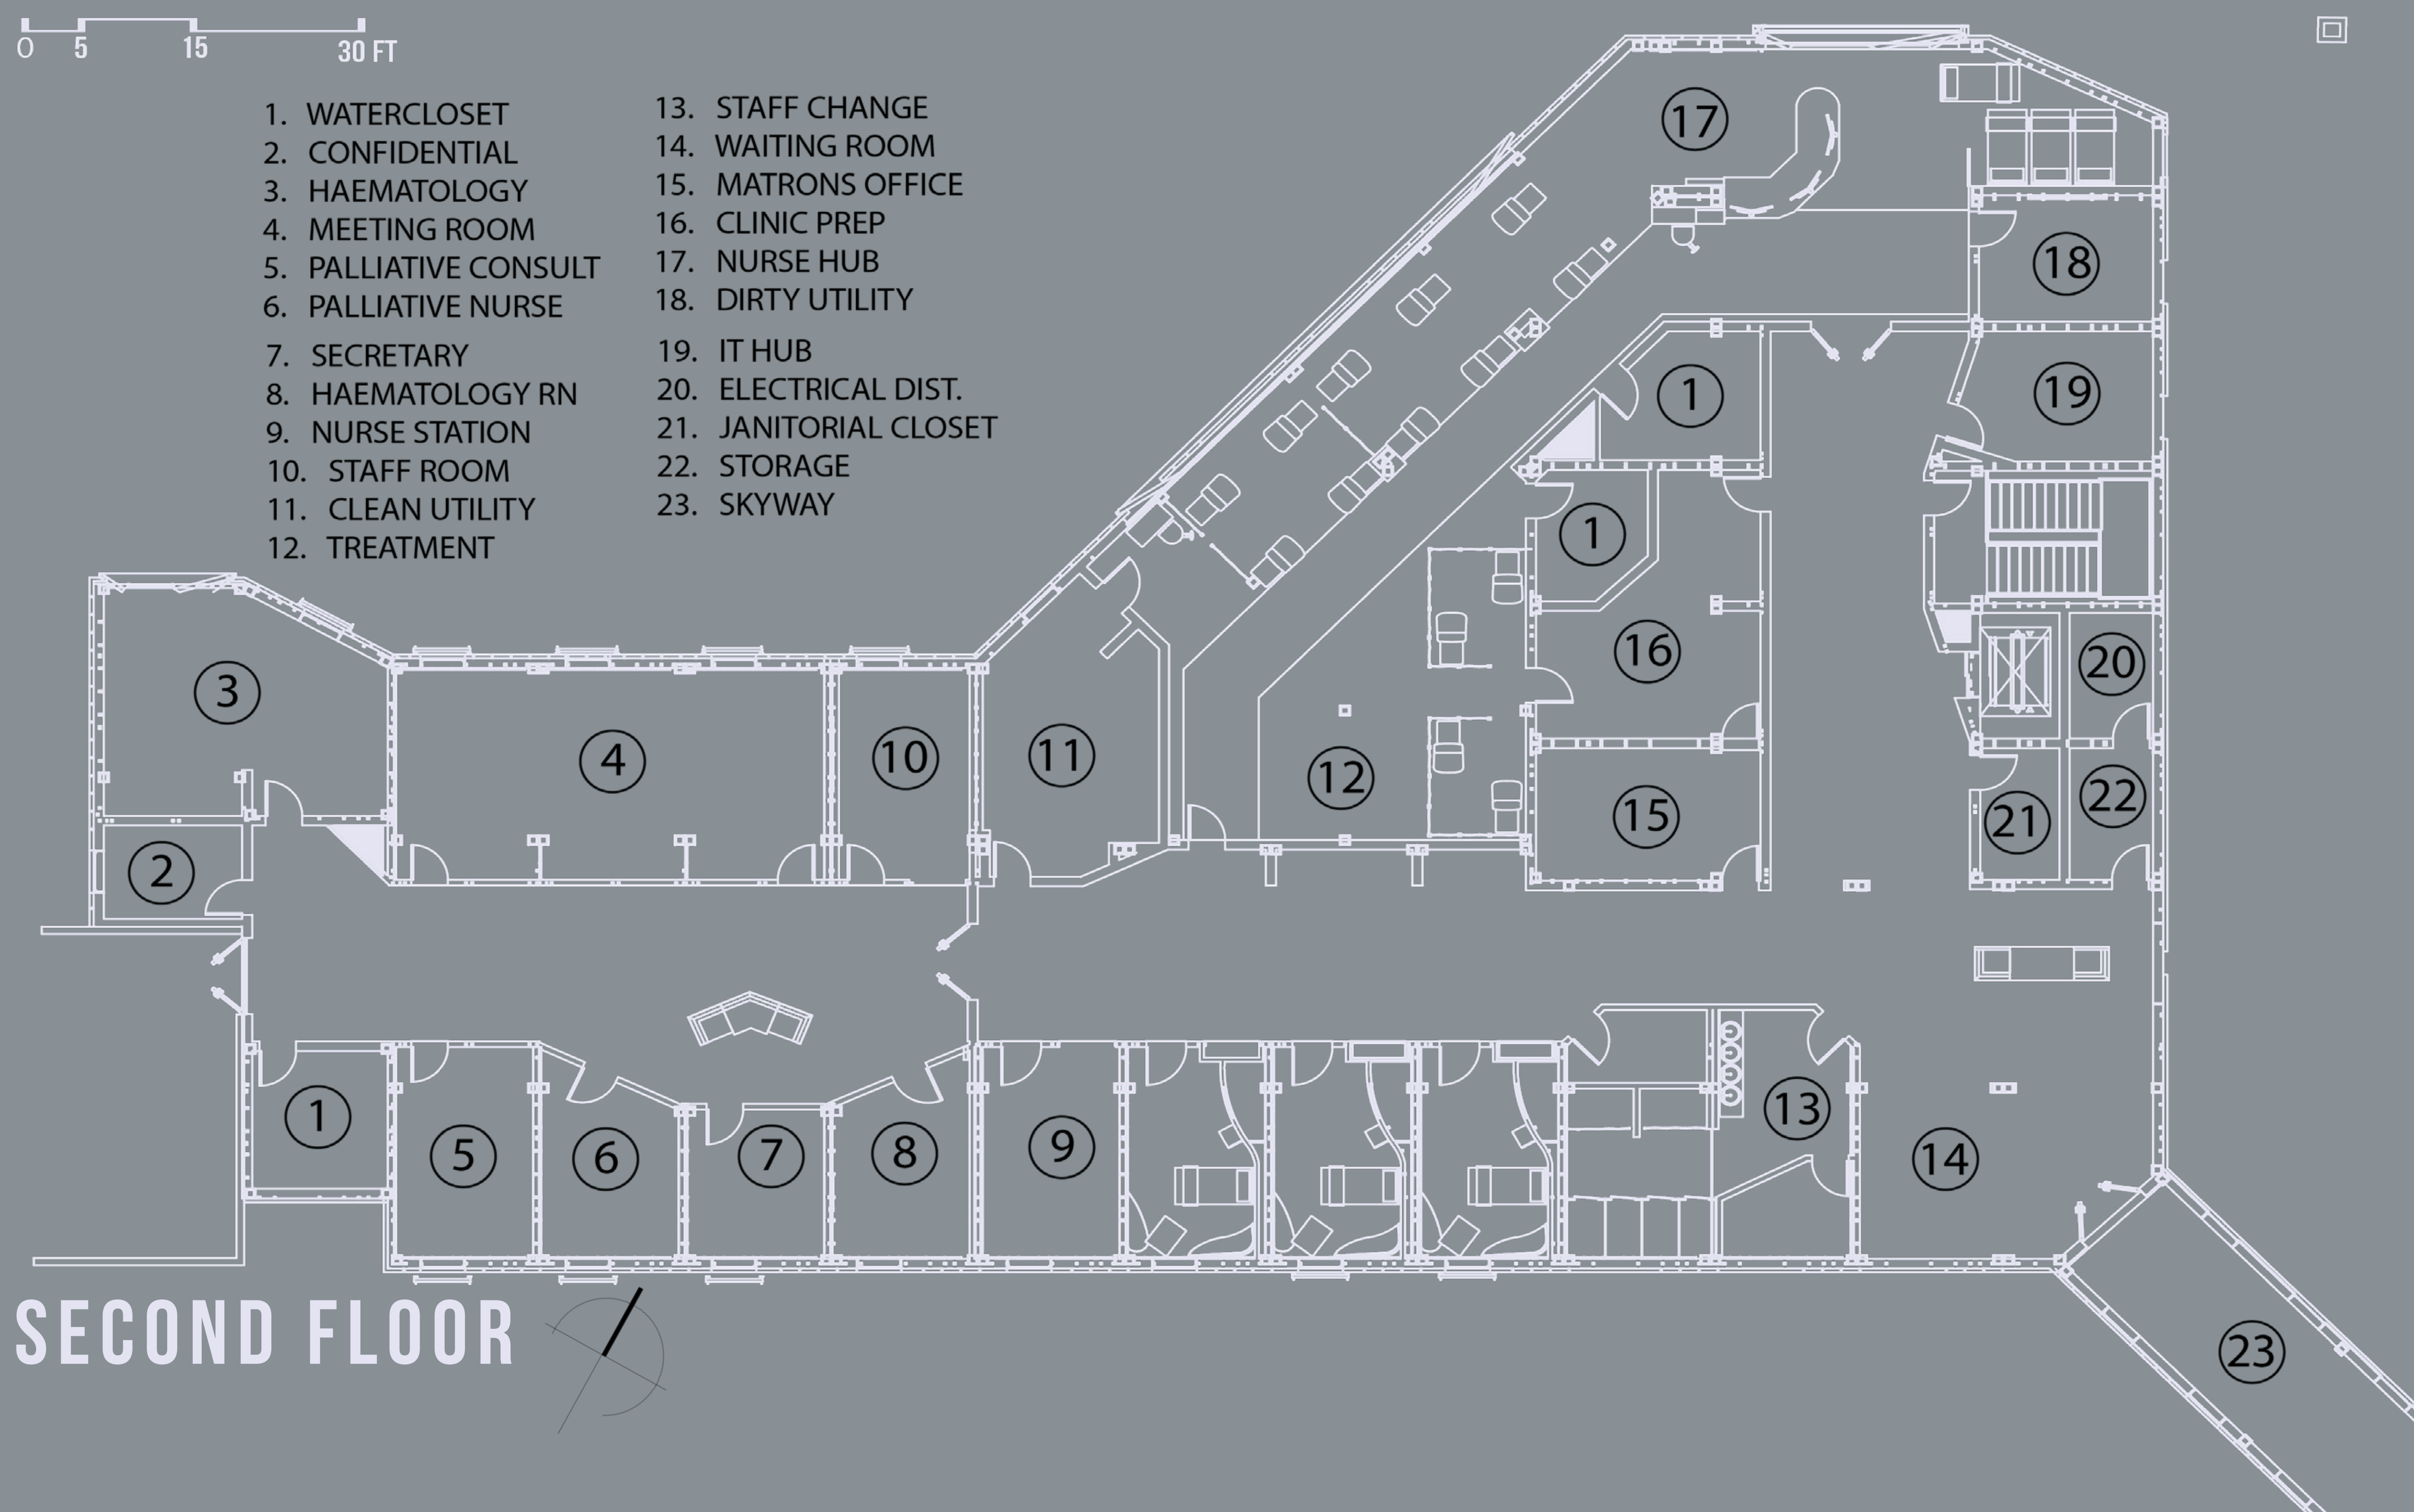 0 5 15 30 FT
1. WATERCLOSET
2. CONFIDENTIAL
3. HAEMATOLOGY
4. MEETING ROOM
5. PALLIATIVE CONSULT
6. PALLIATIVE NURSE
7. SECRETARY
8. HAEMATOLOGY RN
9. NURSE STATION
10. STAFF ROOM
11. CLEAN UTILITY
12. TREATMENT
13. STAFF CHANGE
14. WAITING ROOM
15. MATRONS OFFICE
16. CLINIC PREP
17. NURSE HUB
18. DIRTY UTILITY
19. IT HUB
20. ELECTRICAL DIST.
21. JANITORIAL CLOSET
22. STORAGE
23. SKYWAY
17
18
1
19
1
16
20
3
4
10
11
12
15
21
22
2
1
5
6
7
8
9
13
14
23
SECOND FLOOR